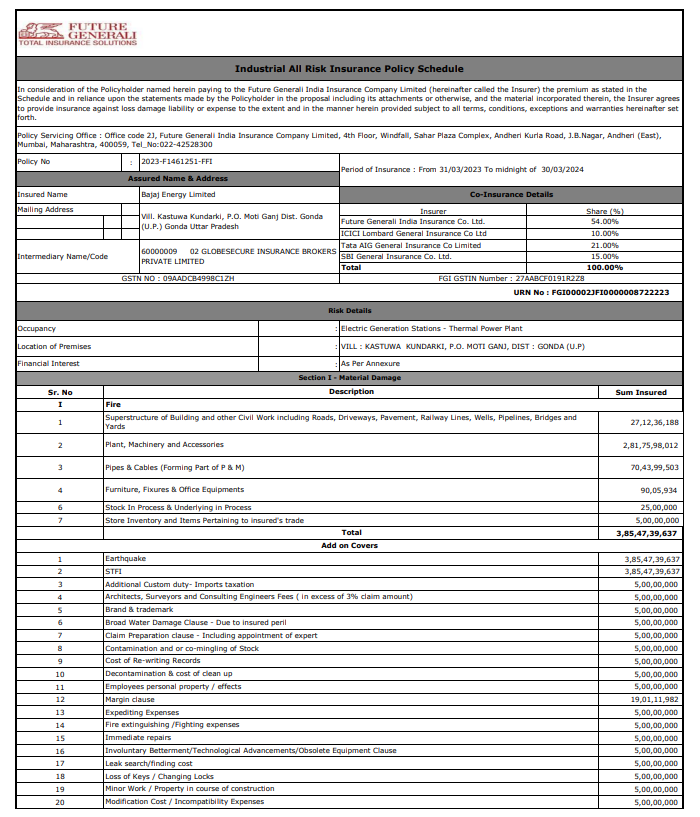 FUTURE
GENERALI
TOTAL INSURANCE SOLUTIONS
Industrial All Risk Insurance Policy Schedule
In consideration of the Policyholder named herein paying to the Future Generali India Insurance Company Limited (hereinafter called the Insurer) the premium as stated in the
Schedule and in reliance upon the statements made by the Policyholder in the proposal including its attachments or otherwise, and the material incorporated therein, the Insurer agrees
to provide insurance against loss damage liability or expense to the extent and in the manner herein provided subject to all terms, conditions, exceptions and warranties hereinafter set
forth.
Policy Servicing Office : Office code 2J, Future Generali India Insurance Company Limited, 4th Floor, Windfall, Sahar Plaza Complex, Andheri Kurla Road, J.B.Nagar, Andheri (East),
Mumbai, Maharashtra, 400059, Tel_No:022-42528300
Policy No : 2023-F1461251-FFI
Period of Insurance : From 31/03/2023 To midnight of 30/03/2024
Assured Name & Address
Insured Name Bajaj Energy Limited
Mailing Address Vill. Kastuwa Kundarki, P.O. Moti Ganj Dist. Gonda
(U.P.) Gonda Uttar Pradesh
Intermediary Name/Code 60000009 02 GLOBESECURE INSURANCE BROKERS
PRIVATE LIMITED
Co-Insurance Details
Insurer Share (%)
Future Generali India Insurance Co. Ltd. 54.00%
ICICI Lombard General Insurance Co Ltd 10.00%
Tata AIG General Insurance Co Limited 21.00%
SBI General Insurance Co. Ltd. 15.00%
Total 100.00%
GSTN NO : 09AADCB4998C1ZH FGI GSTIN Number : 27AABCF0191R2Z8
URN No : FGI00002JFI0000008722223
Risk Details
Occupancy : Electric Generation Stations - Thermal Power Plant
Location of Premises : VILL : KASTUWA KUNDARKI, P.O. MOTI GANJ, DIST : GONDA (U.P)
Financial Interest : As Per Annexure
Section I - Material Damage
Sr. No Description Sum Insured
I Fire
1 Superstructure of Building and other Civil Work including Roads, Driveways, Pavement, Railway Lines, Wells, Pipelines, Bridges and
Yards 27,12,36,188
2 Plant, Machinery and Accessories 2,81,75,98,012
3 Pipes & Cables (Forming Part of P & M) 70,43,99,503
4 Furniture, Fixures & Office Equipments 90,05,934
6 Stock In Process & Underlying in Process 25,00,000
7 Store Inventory and Items Pertaining to insured's trade 5,00,00,000
Total 3,85,47,39,637
Add on Covers
1 Earthquake 3,85,47,39,637
2 STFI 3,85,47,39,637
3 Additional Custom duty- Imports taxation 5,00,00,000
4 Architects, Surveyors and Consulting Engineers Fees ( in excess of 3% claim amount) 5,00,00,000
5 Brand & trademark 5,00,00,000
6 Broad Water Damage Clause - Due to insured peril 5,00,00,000
7 Claim Preparation clause - Including appointment of expert 5,00,00,000
8 Contamination and or co-mingling of Stock 5,00,00,000
9 Cost of Re-writing Records 5,00,00,000
10 Decontamination & cost of clean up 5,00,00,000
11 Employees personal property / effects 5,00,00,000
12 Margin clause 19,01,11,982
13 Expediting Expenses 5,00,00,000
14 Fire extinguishing /Fighting expenses 5,00,00,000
15 Immediate repairs 5,00,00,000
16 Involuntary Betterment/Technological Advancements/Obsolete Equipment Clause 5,00,00,000
17 Leak search/finding cost 5,00,00,000
18 Loss of Keys / Changing Locks 5,00,00,000
19 Minor Work / Property in course of construction 5,00,00,000
20 Modification Cost / Incompatibility Expenses 5,00,00,000